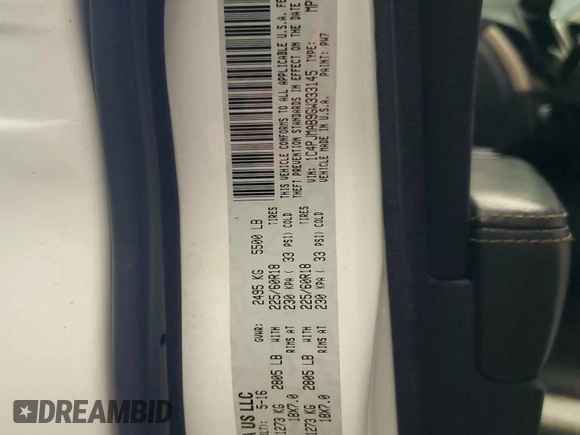 A US LLC
5-16
GVWR: 2495 KG 5500 LB
1273 KG 2805 LB WITH 225/60R18 TIRES
18X7.0 RIMS AT 230 KPA ( 33 PSI) COLD
1273 KG 2805 LB WITH 225/60R18 TIRES
18X7.0 RIMS AT 230 KPA ( 33 PSI) COLD
THIS VEHICLE CONFORMS TO ALL APPLICABLE U.S.A. FE
THEFT PREVENTION STANDARDS IN EFFECT ON THE DATE
VIN: 1C4PJMAB9GW333145 TYPE: MP
VEHICLE MADE IN U.S.A. PAINT: PW7
DEALERSLEAGUE